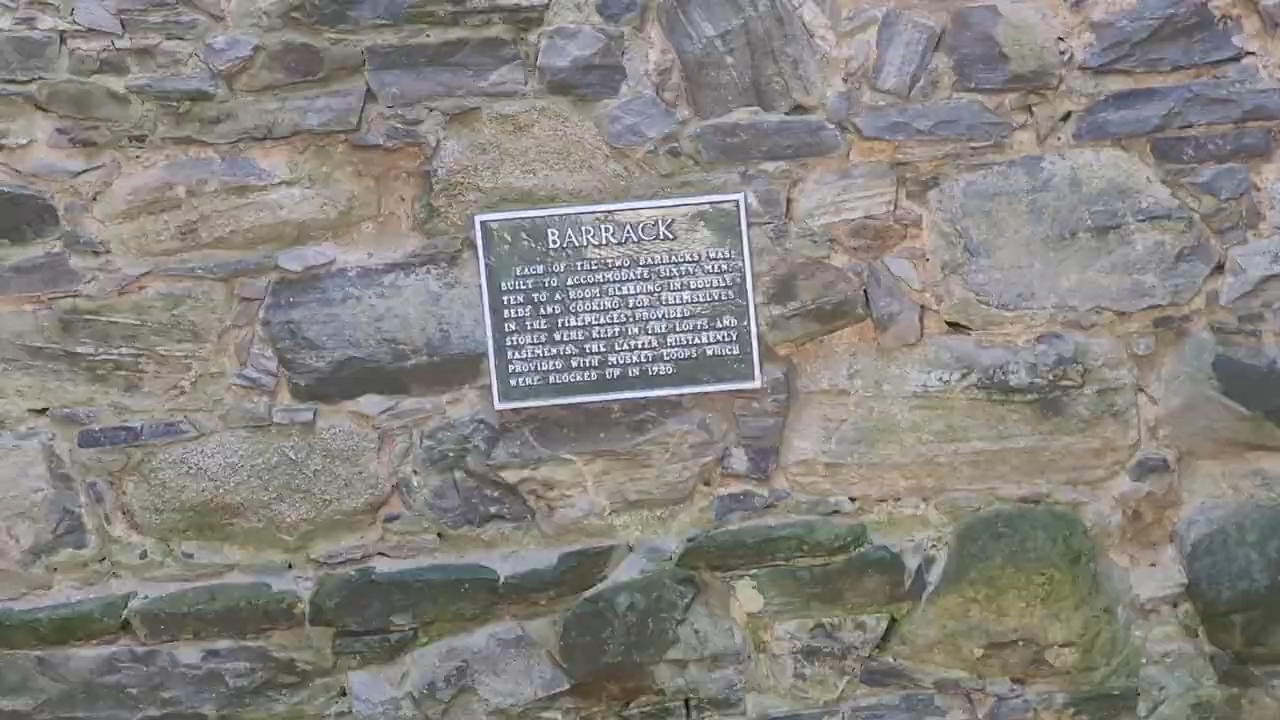 BARRACK
EACH OF THE TWO BARRACKS WAS
BUILT TO ACCOMMODATE SIXTY MEN,
TEN TO A ROOM SLEEPING IN DOUBLE
BEDS AND COOKING FOR THEMSELVES
IN THE FIREPLACES PROVIDED
STORES WERE KEPT IN THE LOFTS AND
BASEMENTS, THE LATTER MISTAKENLY
PROVIDED WITH MUSKET LOOPS WHICH
WERE BLOCKED UP IN 1720.